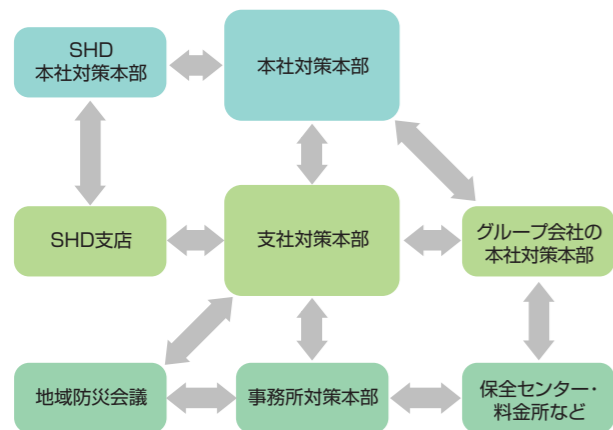 SHD
本社対策本部
本社対策本部
SHD支店
支社対策本部
グループ会社の
本社対策本部
地域防災会議
事務所対策本部
保全センター・
料金所など